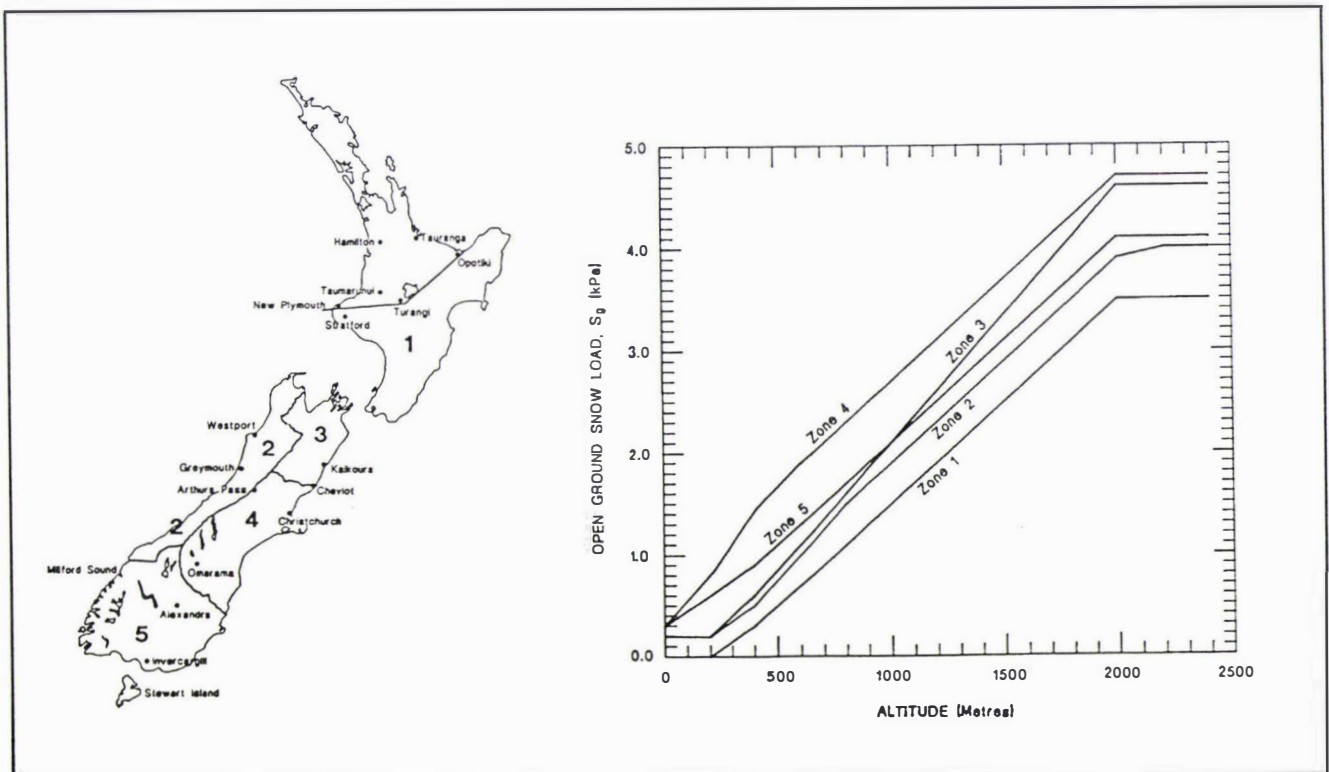 Hamilton
Tauranga
Opotiki
Taumarunui
New Plymouth
Turangi
Stratford
1
Westport
3
2
Greymouth
Kaikoura
Arthurs Pass
Cheviot
4
Christchurch
2
Milford Sound
Omarama
Alexandra
5
Invercargill
Stewart Island
OPEN GROUND SNOW LOAD, Sg (kPa)
5.0
4.0
3.0
2.0
1.0
0.0
Zone 3
Zone 4
Zone 2
Zone 1
Zone 5
0 500 1000 1500 2000 2500
ALTITUDE (Metres)